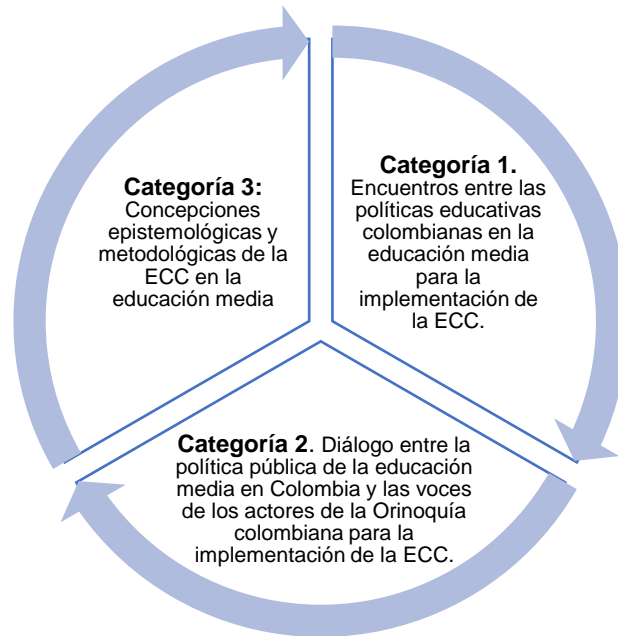 Categoría 1.
Encuentros entre las
políticas educativas
colombianas en la
educación media
para la
implementación de
la ECC.
Categoría 2. Diálogo entre la
política pública de la educación
media en Colombia y las voces
de los actores de la Orinoquía
colombiana para la
implementación de la ECC.
Categoría 3:
Concepciones
epistemológicas y
metodológicas de la
ECC en la
educación media